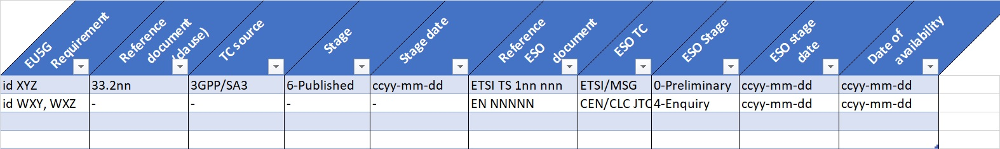 EU5G
Requirement
Reference
document
(clause)
TC source
Stage
Stage date
Reference
ESO
document
ESO TC
ESO Stage
ESO stage
date
Date of
availability
id XYZ 33.2nn 3GPP/SA3 6-Published ccyy-mm-dd ETSI TS 1nn nnn ETSI/MSG 0-Preliminary ccyy-mm-dd ccyy-mm-dd
id WXY, WXZ - - - - EN NNNNN CEN/CLC JTC 4-Enquiry ccyy-mm-dd ccyy-mm-dd